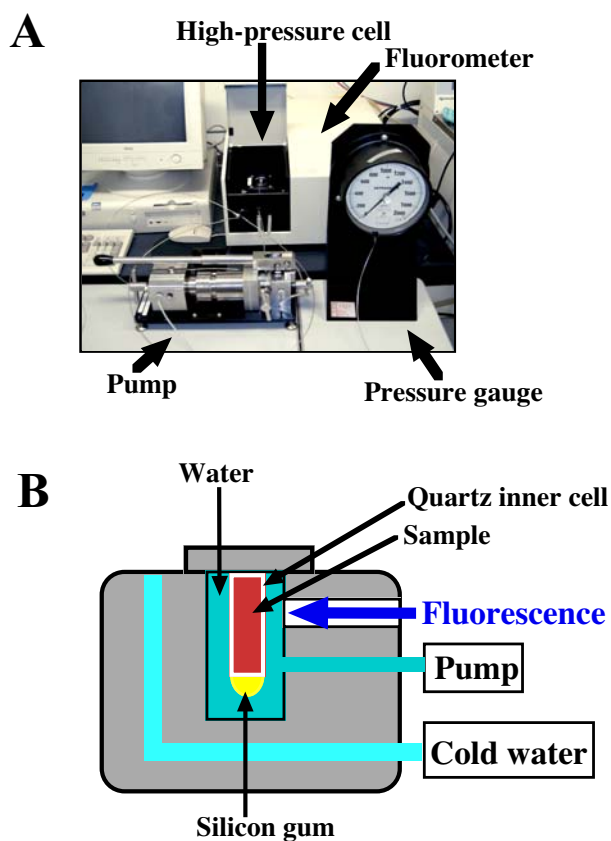 A
High-pressure cell
Fluorometer
Pump
Pressure gauge
B
Water
Quartz inner cell
Sample
Fluorescence
Pump
Cold water
Silicon gum